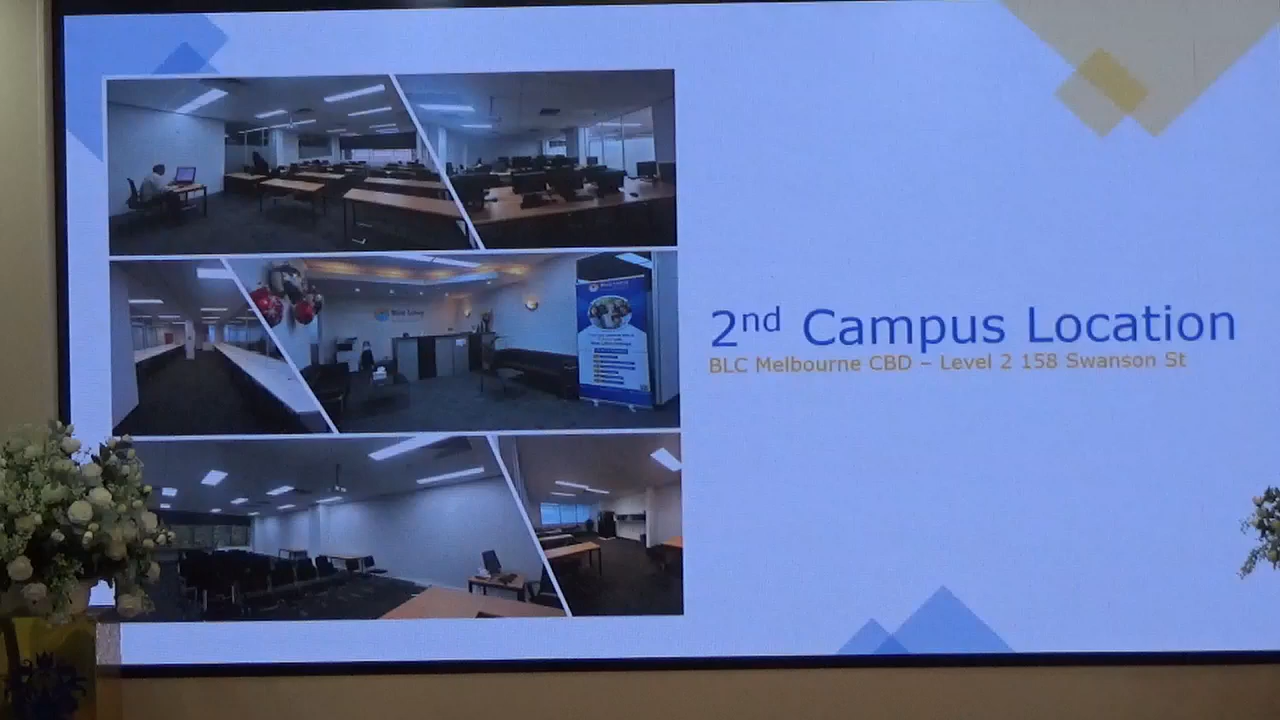 2nd Campus Location
BLC Melbourne CBD – Level 2 158 Swanson St